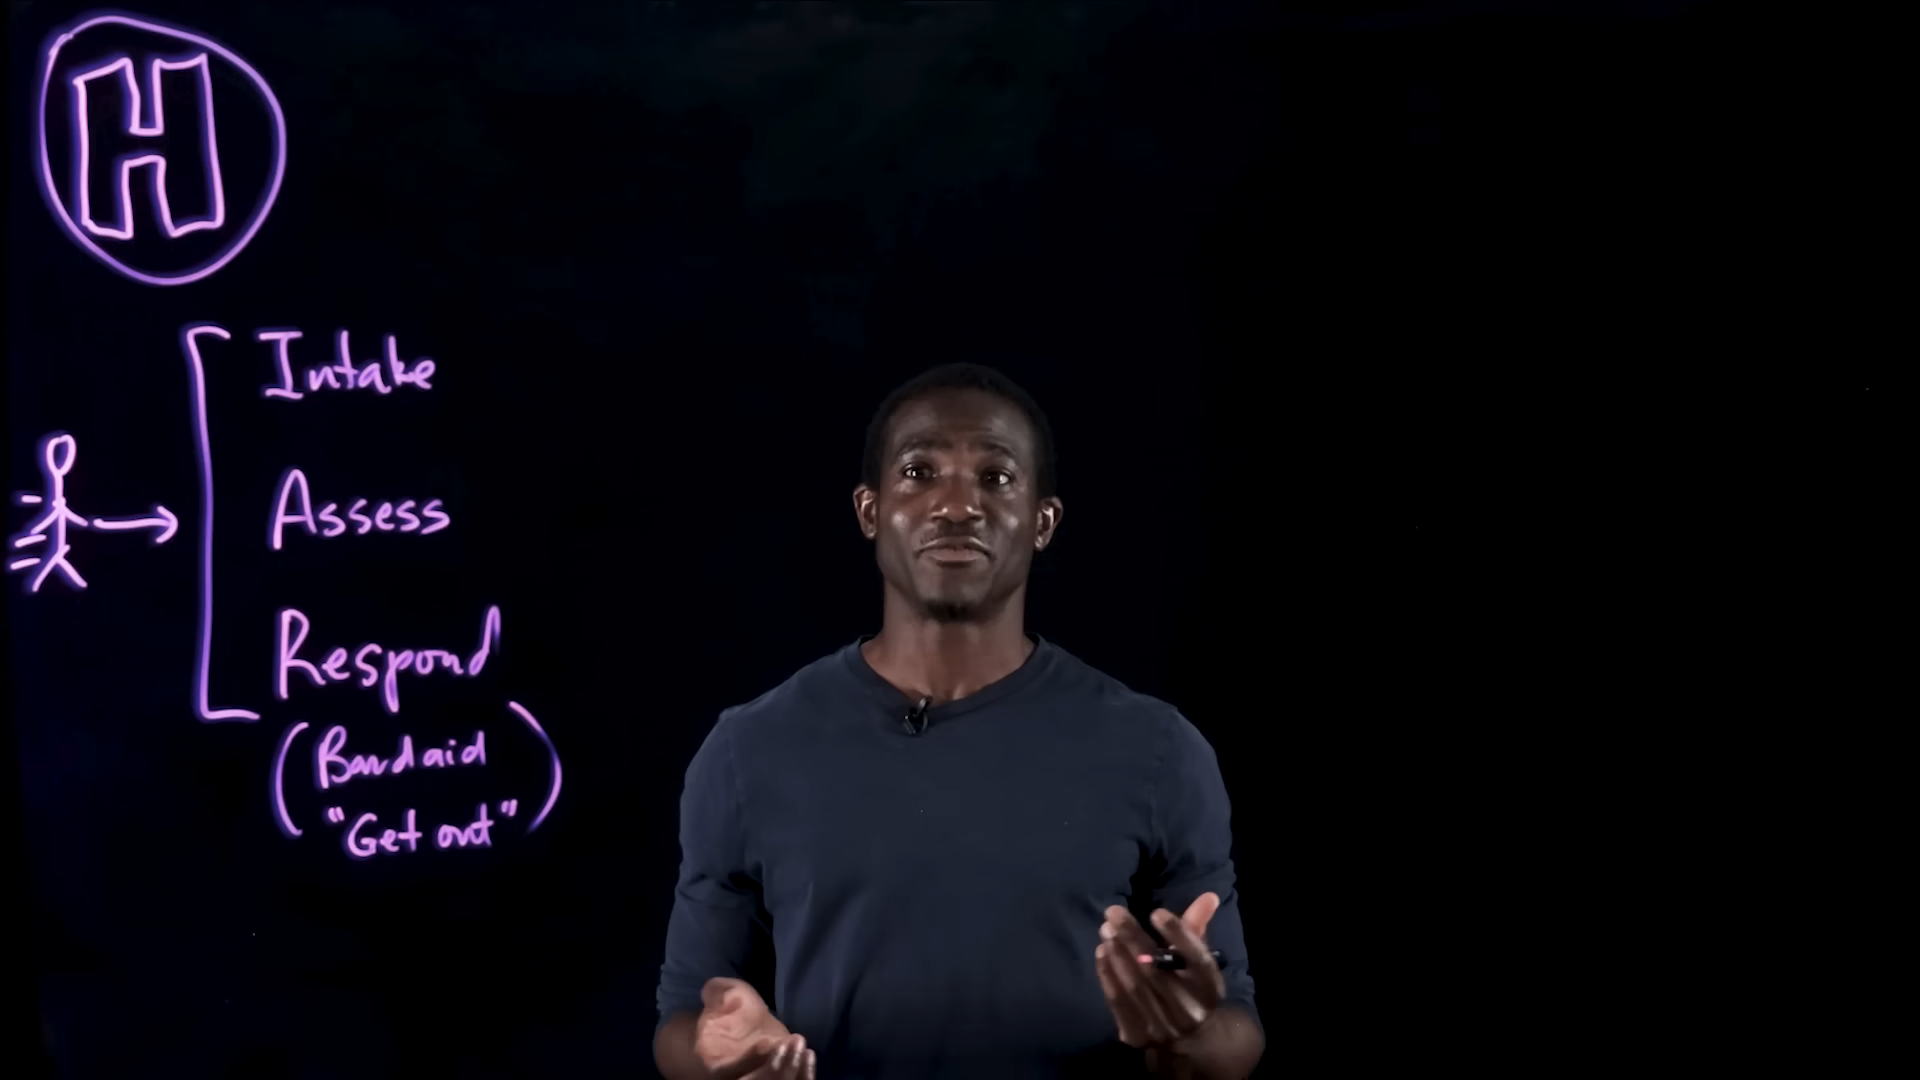 H
Intake
Assess
Respond
(Bandaid
"Get out")